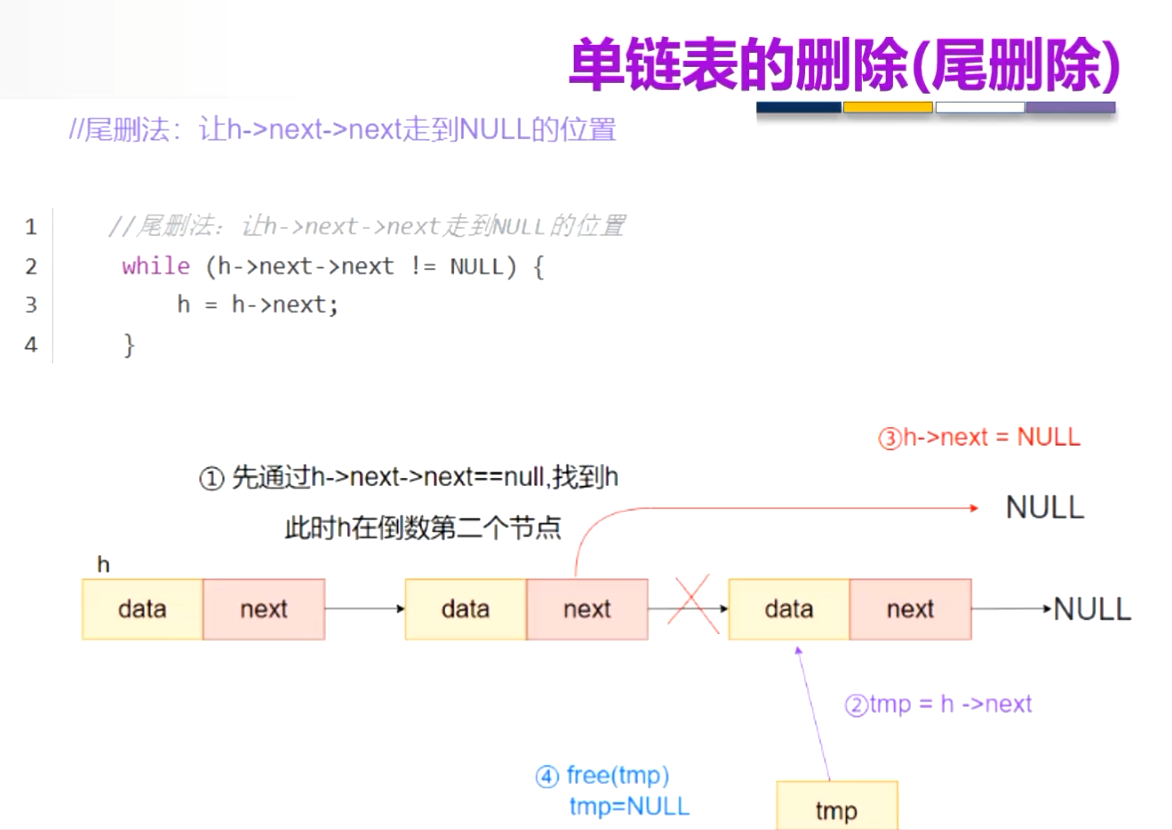 单链表的删除(尾删除)
//尾删法：让h->next->next走到NULL的位置
1 //尾删法：让h->next->next走到NULL的位置
2 while (h->next->next != NULL) {
3 h = h->next;
4 }
③h->next = NULL
① 先通过h->next->next==null,找到h
此时h在倒数第二个节点
NULL
h
data next data next data next NULL
②tmp = h ->next
④ free(tmp)
tmp=NULL
tmp